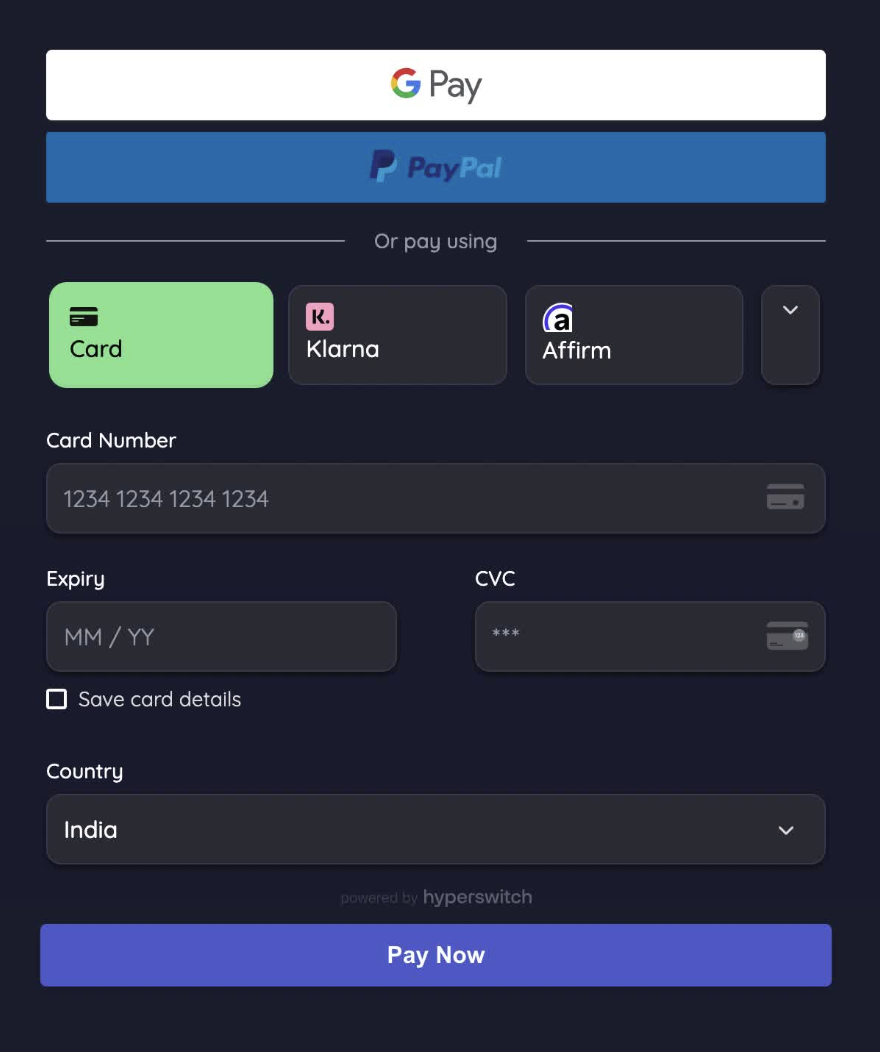 G Pay
PayPal
Or pay using
Card
K.
Klarna
a
Affirm
Card Number
1234 1234 1234 1234
Expiry
CVC
MM / YY
***
Save card details
Country
India
powered by hyperswitch
Pay Now